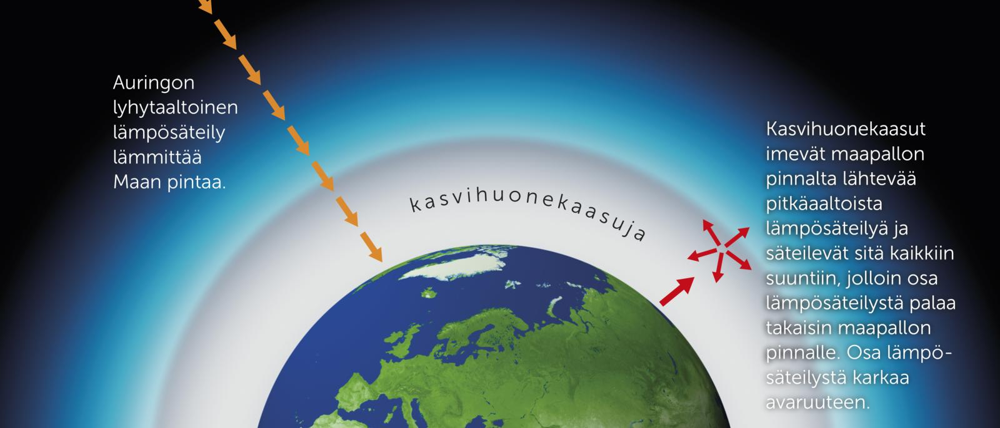 Auringon
lyhytaaltoinen
lämpösäteily
lämmittää
Maan pintaa.
kasvihuonekaasuja
Kasvihuonekaasut
imevät maapallon
pinnalta lähtevää
pitkäaaltoista
lämpösäteilyä ja
säteilevät sitä kaikkiin
suuntiin, jolloin osa
lämpösäteilystä palaa
takaisin maapallon
pinnalle. Osa lämpö-
säteilystä karkaa
avaruuteen.